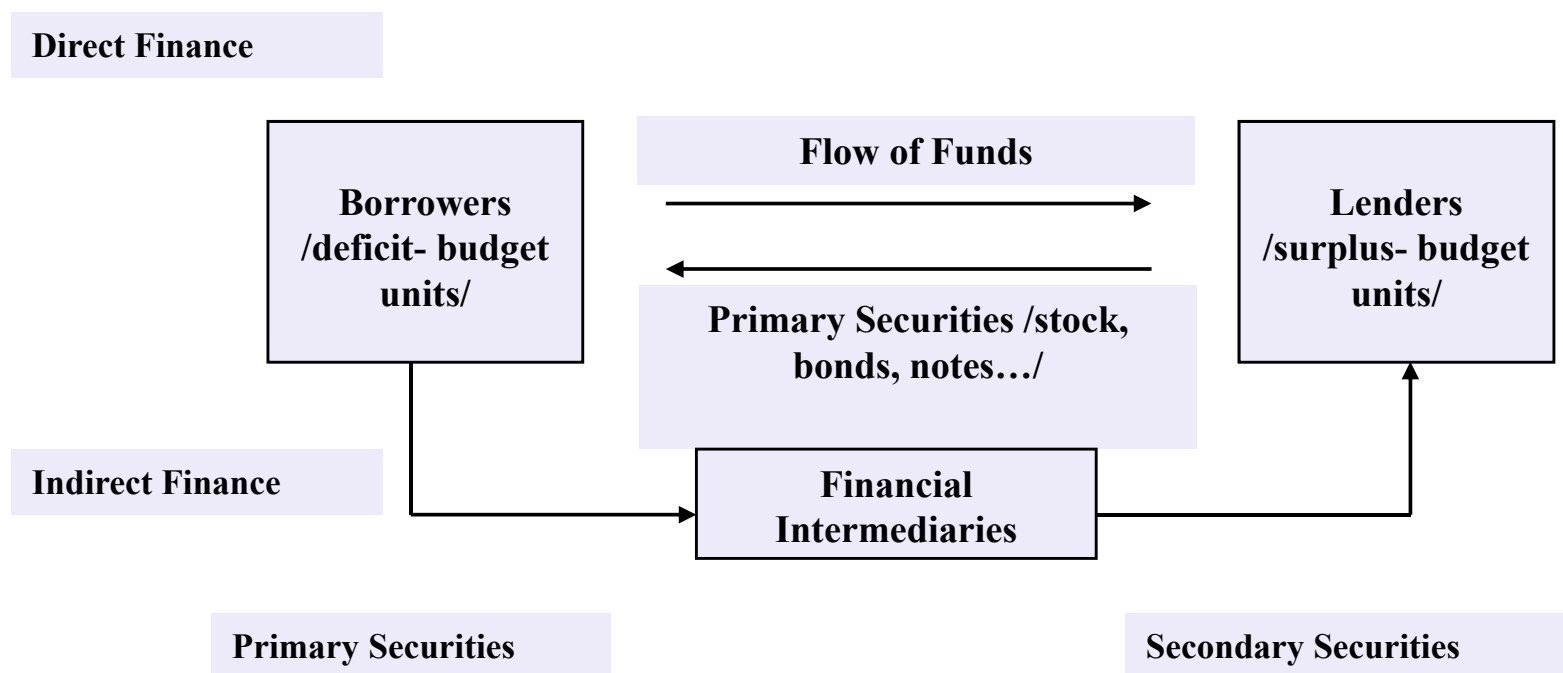 Direct Finance
Flow of Funds
Borrowers
/deficit- budget
units/
Lenders
/surplus- budget
units/
Primary Securities /stock,
bonds, notes…/
Indirect Finance
Financial
Intermediaries
Primary Securities
Secondary Securities